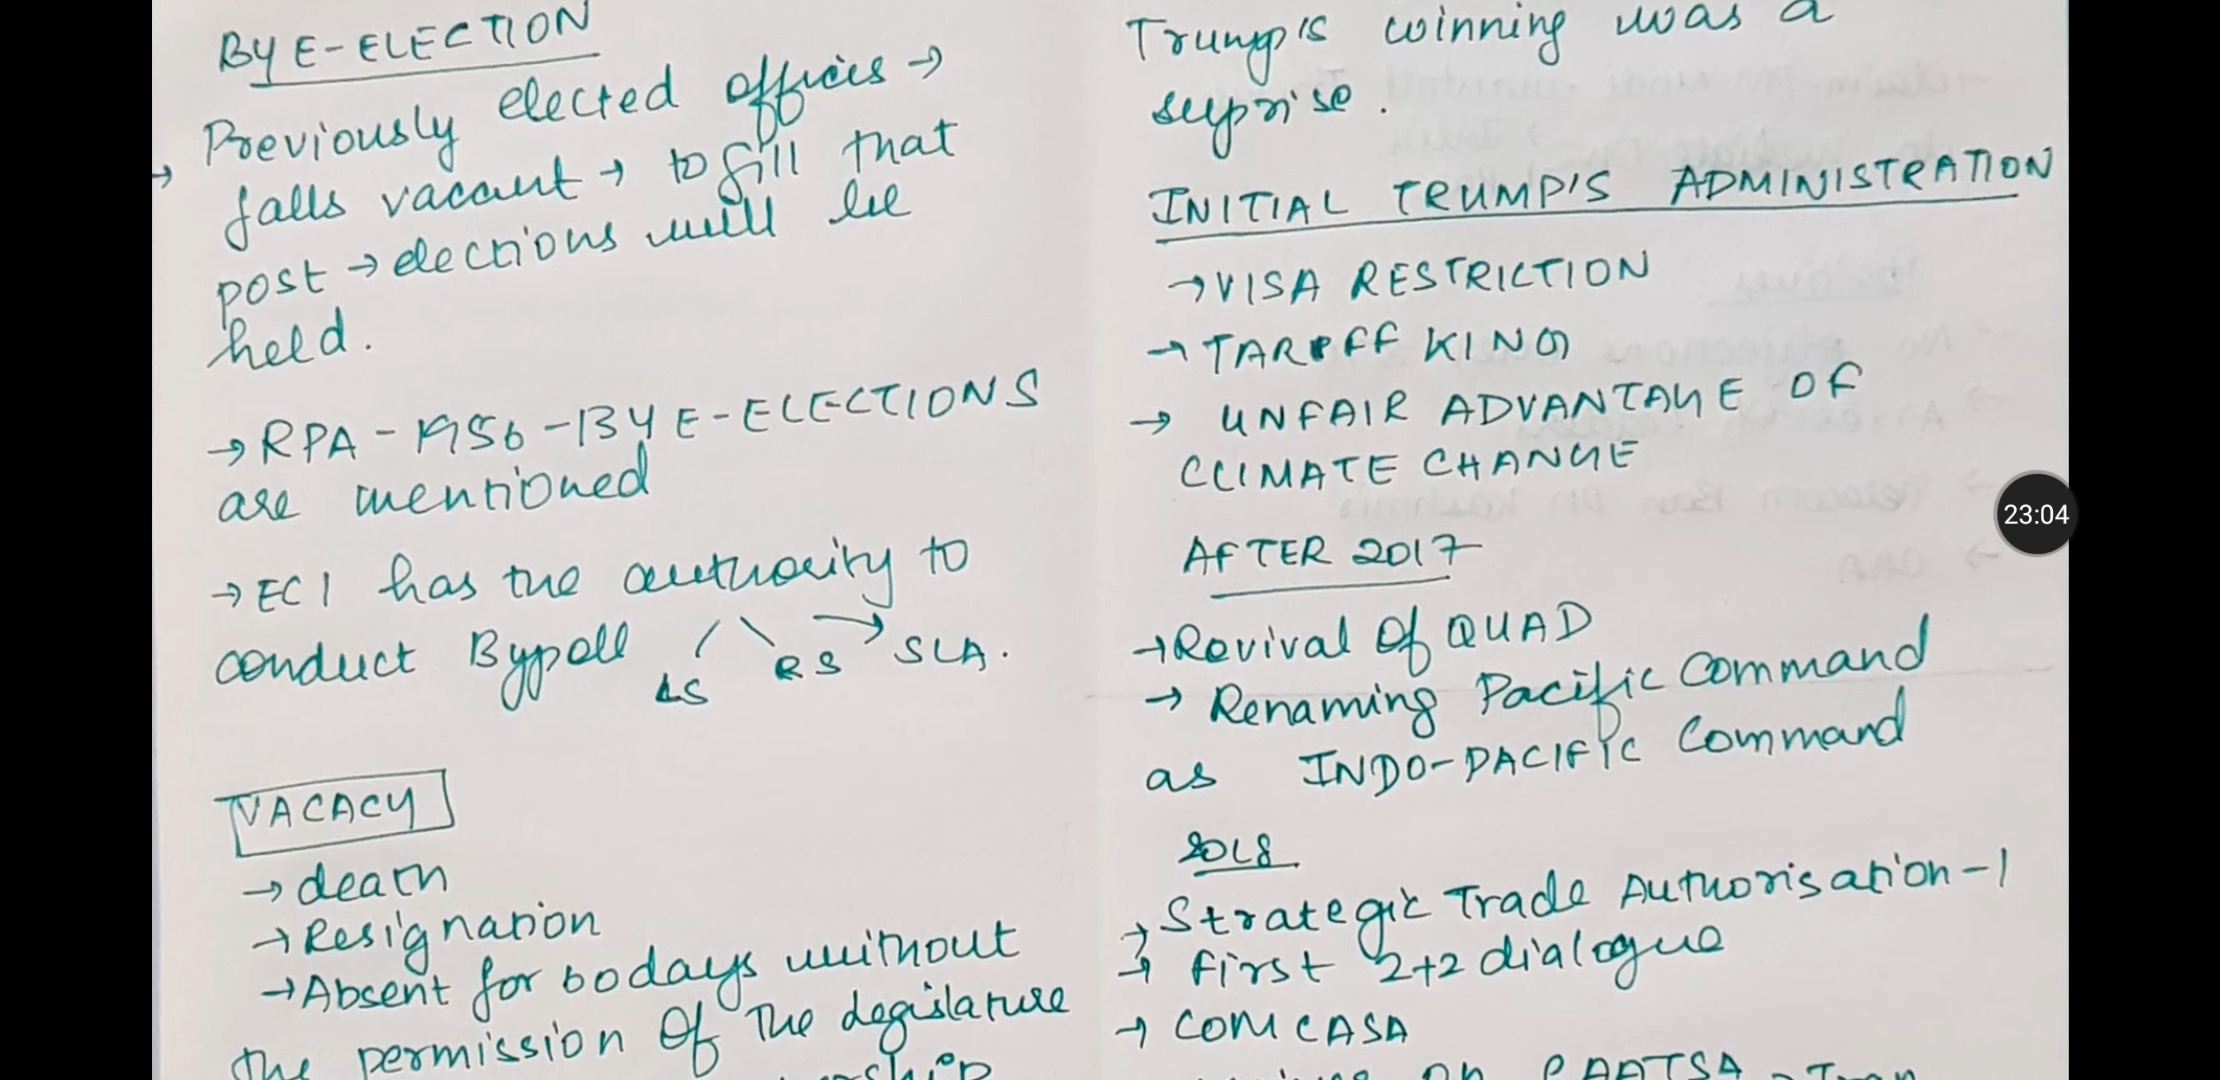 BYE-ELECTION
Previously elected offices →
→ falls vacant → to fill that
post → elections will be
held.
→ RPA - 1956 - BYE-ELECTIONS
are mentioned
→ ECI has the authority to
conduct Bypoll
LS RS → SLA.
VACACY
→ death
→ Resignation
→ Absent for 60 days without
the permission of the legislature
Trump's winning was a
surprise.
INITIAL TRUMP'S ADMINISTRATION
→ VISA RESTRICTION
→ TARIFF KING
→ UNFAIR ADVANTAGE OF
CLIMATE CHANGE
AFTER 2017
→ Revival of QUAD
→ Renaming Pacific Command
as INDO-PACIFIC Command
2018
→ Strategic Trade Authorisation-1
→ First 2+2 dialogue
→ COMCASA
on
23:04